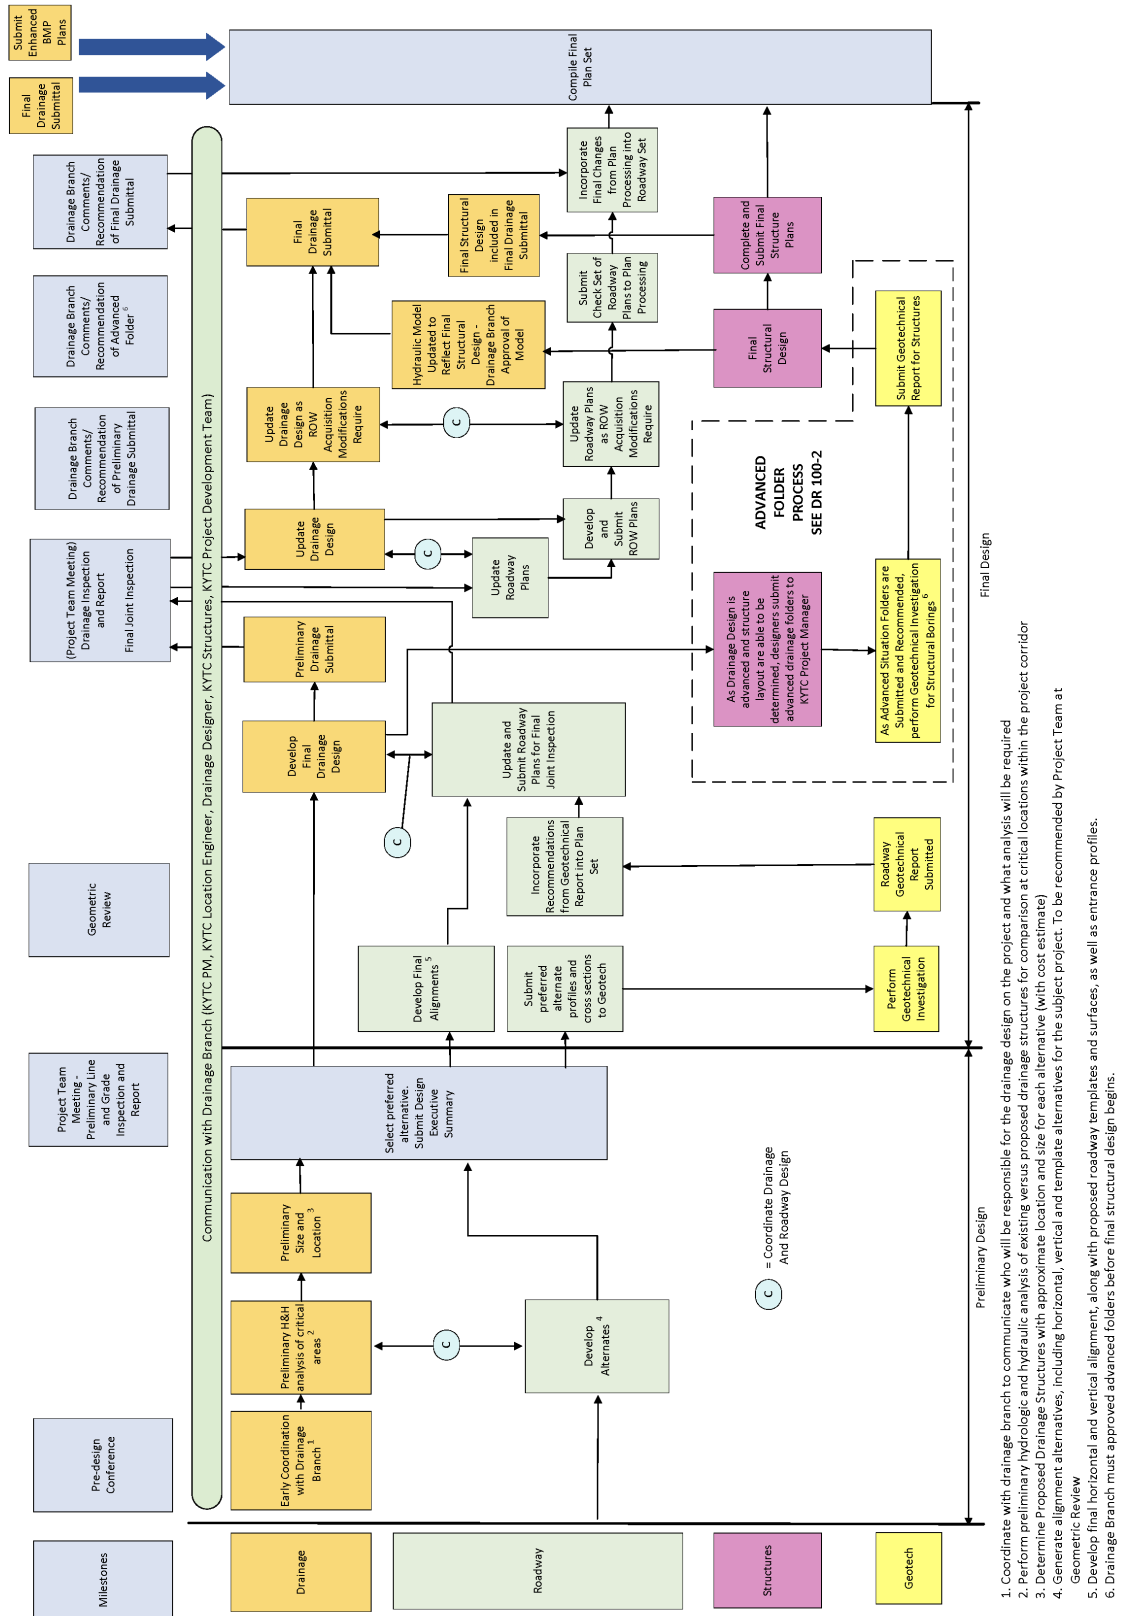 Milestones
Pre-design
Conference
Project Team
Meeting -
Preliminary Line
and Grade
Inspection and
Report
Geometric
Review
(Project Team Meeting)
Drainage Inspection
and Report
Final Joint Inspection
Drainage Branch
Comments/
Recommendation
of Preliminary
Drainage Submittal
Drainage Branch
Comments/
Recommendation
of Advanced
Folder 6
Drainage Branch
Comments/
Recommendation
of Final Drainage
Submittal
Final
Drainage
Submittal
Submit
Enhanced
BMP
Plans
Communication with Drainage Branch (KYTC PM, KYTC Location Engineer, Drainage Designer, KYTC Structures, KYTC Project Development Team)
Drainage
Early Coordination
with Drainage
Branch 1
Preliminary H&H
analysis of critical
areas 2
Preliminary
Size and
Location 3
Select preferred
alternative.
Submit Design
Executive
Summary
Develop
Final
Drainage
Design
Preliminary
Drainage
Submittal
Update
Drainage
Design
Update
Drainage
Design as
ROW
Acquisition
Modifications
Require
Hydraulic Model
Updated to
Reflect Final
Structural
Design -
Drainage Branch
Approval of
Model
Final
Drainage
Submittal
Final Structural
Design
included in
Final Drainage
Submittal
Compile Final
Plan Set
C
C
C
C
Roadway
Develop
Alternates 4
Develop Final
Alignments 5
Submit
preferred
alternate
profiles and
cross sections
to Geotech
Incorporate
Recommendations
from Geotechnical
Report into Plan
Set
Update and
Submit Roadway
Plans for Final
Joint Inspection
Update
Roadway
Plans
Develop
and
Submit
ROW Plans
Update
Roadway Plans
as ROW
Acquisition
Modifications
Require
Submit
Check Set of
Roadway
Plans to Plan
Processing
Incorporate
Final Changes
from Plan
Processing into
Roadway Set
Structures
C
= Coordinate Drainage
And Roadway Design
As Drainage Design is
advanced and structure
layout are able to be
determined, designers submit
advanced drainage folders to
KYTC Project Manager
ADVANCED
FOLDER
PROCESS
SEE DR 100-2
Final
Structural
Design
Complete and
Submit Final
Structure
Plans
Geotech
Perform
Geotechnical
Investigation
Roadway
Geotechnical
Report
Submitted
As Advanced Situation Folders are
Submitted and Recommended,
perform Geotechnical Investigation
for Structural Borings 6
Submit Geotechnical
Report for Structures
Preliminary Design
Final Design
1. Coordinate with drainage branch to communicate who will be responsible for the drainage design on the project and what analysis will be required
2. Perform preliminary hydrologic and hydraulic analysis of existing versus proposed drainage structures for comparison at critical locations within the project corridor
3. Determine Proposed Drainage Structures with approximate location and size for each alternative (with cost estimate)
4. Generate alignment alternatives, including horizontal, vertical and template alternatives for the subject project. To be recommended by Project Team at
Geometric Review
5. Develop final horizontal and vertical alignment, along with proposed roadway templates and surfaces, as well as entrance profiles.
6. Drainage Branch must approved advanced folders before final structural design begins.